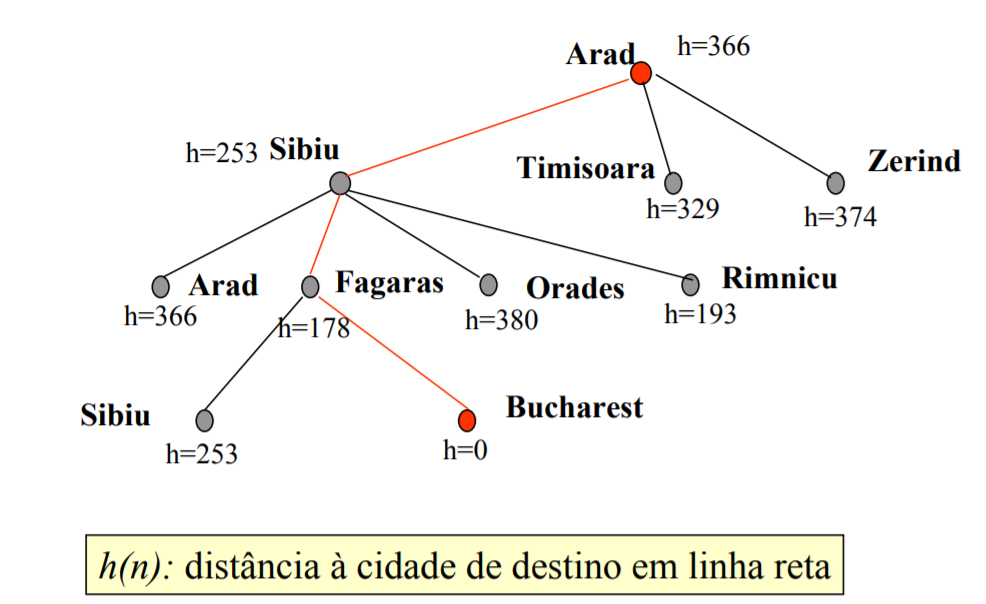 Arad h=366
h=253 Sibiu
Timisoara
h=329
Zerind
h=374
Arad
h=366
Fagaras
h=178
Orades
h=380
Rimnicu
h=193
Sibiu
h=253
Bucharest
h=0
h(n): distância à cidade de destino em linha reta